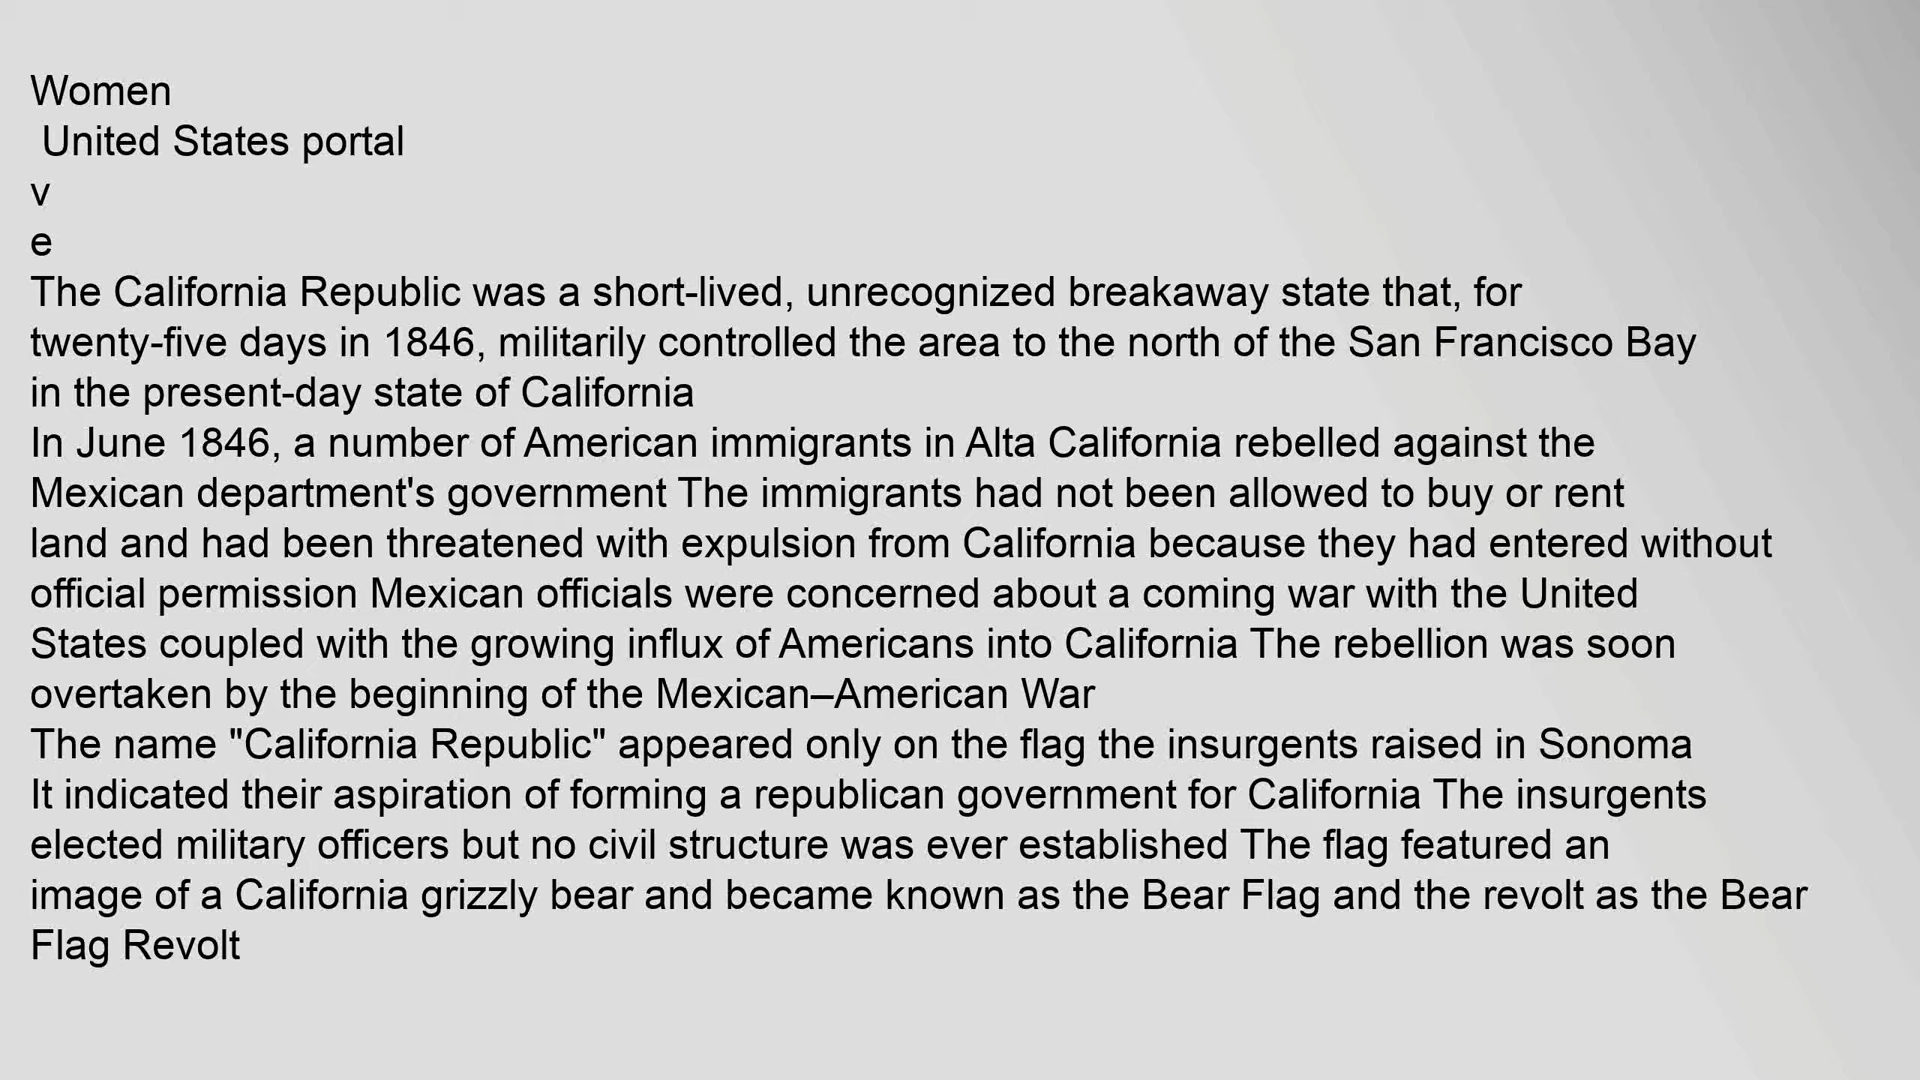 Women
United States portal
v
e
The California Republic was a short-lived, unrecognized breakaway state that, for
twenty-five days in 1846, militarily controlled the area to the north of the San Francisco Bay
in the present-day state of California
In June 1846, a number of American immigrants in Alta California rebelled against the
Mexican department's government The immigrants had not been allowed to buy or rent
land and had been threatened with expulsion from California because they had entered without
official permission Mexican officials were concerned about a coming war with the United
States coupled with the growing influx of Americans into California The rebellion was soon
overtaken by the beginning of the Mexican–American War
The name "California Republic" appeared only on the flag the insurgents raised in Sonoma
It indicated their aspiration of forming a republican government for California The insurgents
elected military officers but no civil structure was ever established The flag featured an
image of a California grizzly bear and became known as the Bear Flag and the revolt as the Bear
Flag Revolt